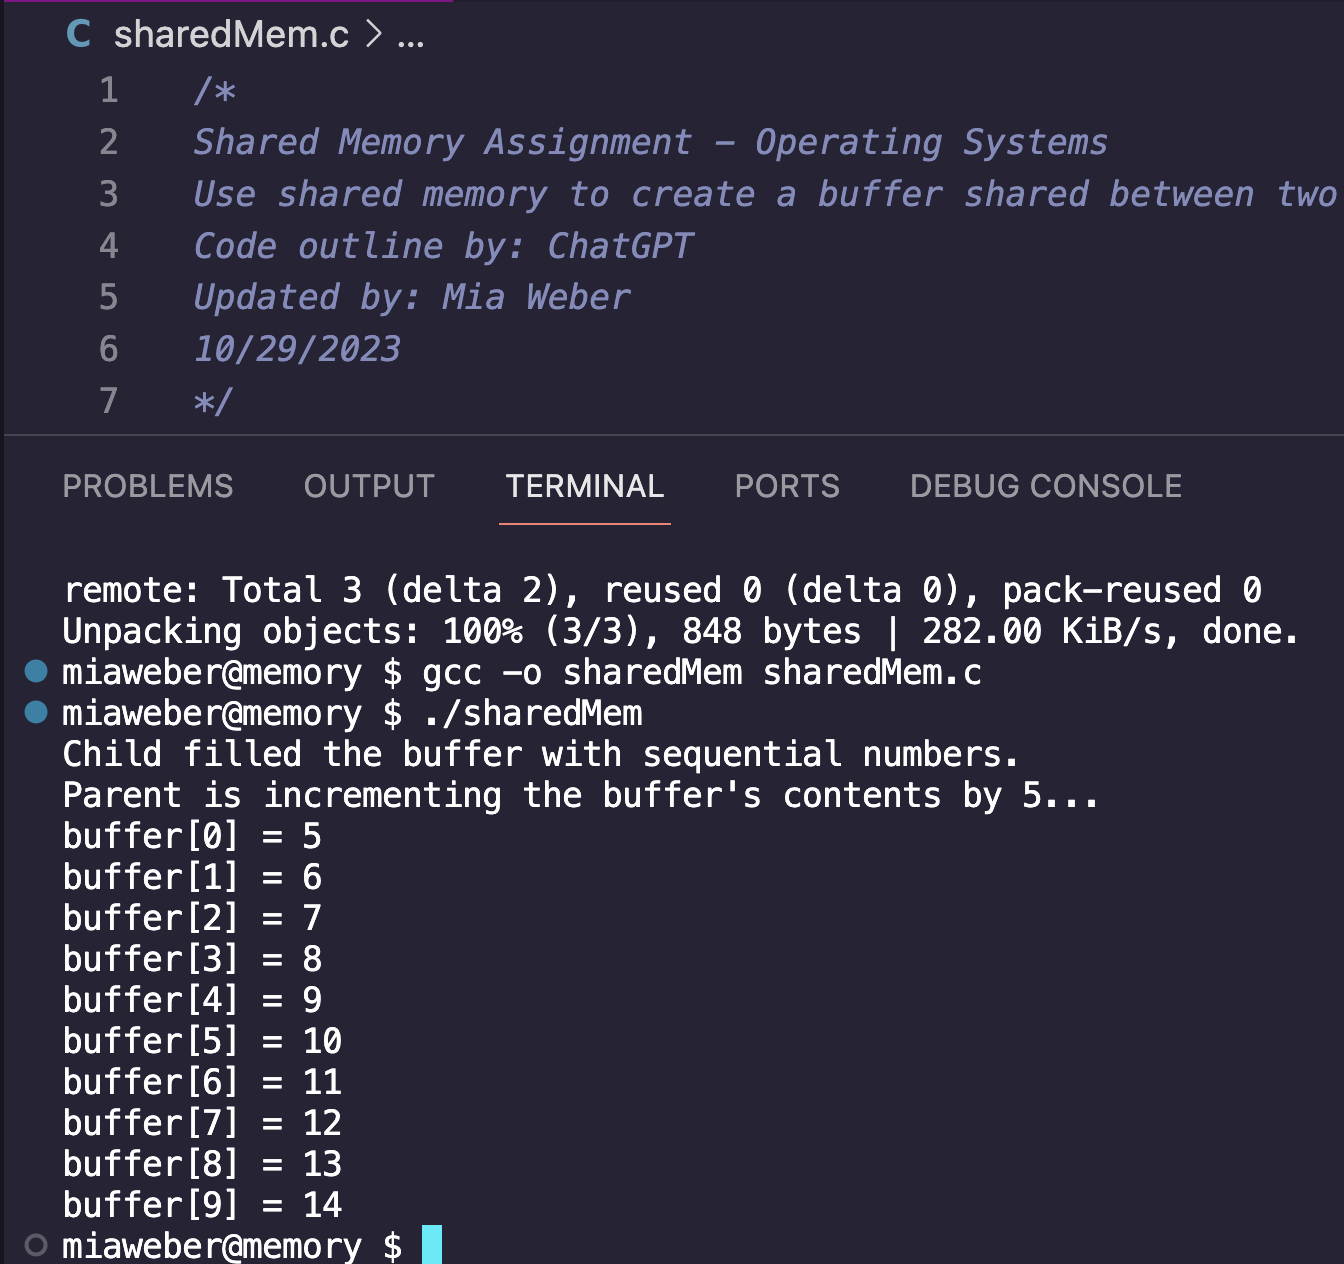 C sharedMem.c > ...
1 /*
2 Shared Memory Assignment - Operating Systems
3 Use shared memory to create a buffer shared between two
4 Code outline by: ChatGPT
5 Updated by: Mia Weber
6 10/29/2023
7 */
PROBLEMS OUTPUT TERMINAL PORTS DEBUG CONSOLE
remote: Total 3 (delta 2), reused 0 (delta 0), pack-reused 0
Unpacking objects: 100% (3/3), 848 bytes | 282.00 KiB/s, done.
miaweber@memory $ gcc -o sharedMem sharedMem.c
miaweber@memory $ ./sharedMem
Child filled the buffer with sequential numbers.
Parent is incrementing the buffer's contents by 5...
buffer[0] = 5
buffer[1] = 6
buffer[2] = 7
buffer[3] = 8
buffer[4] = 9
buffer[5] = 10
buffer[6] = 11
buffer[7] = 12
buffer[8] = 13
buffer[9] = 14
miaweber@memory $